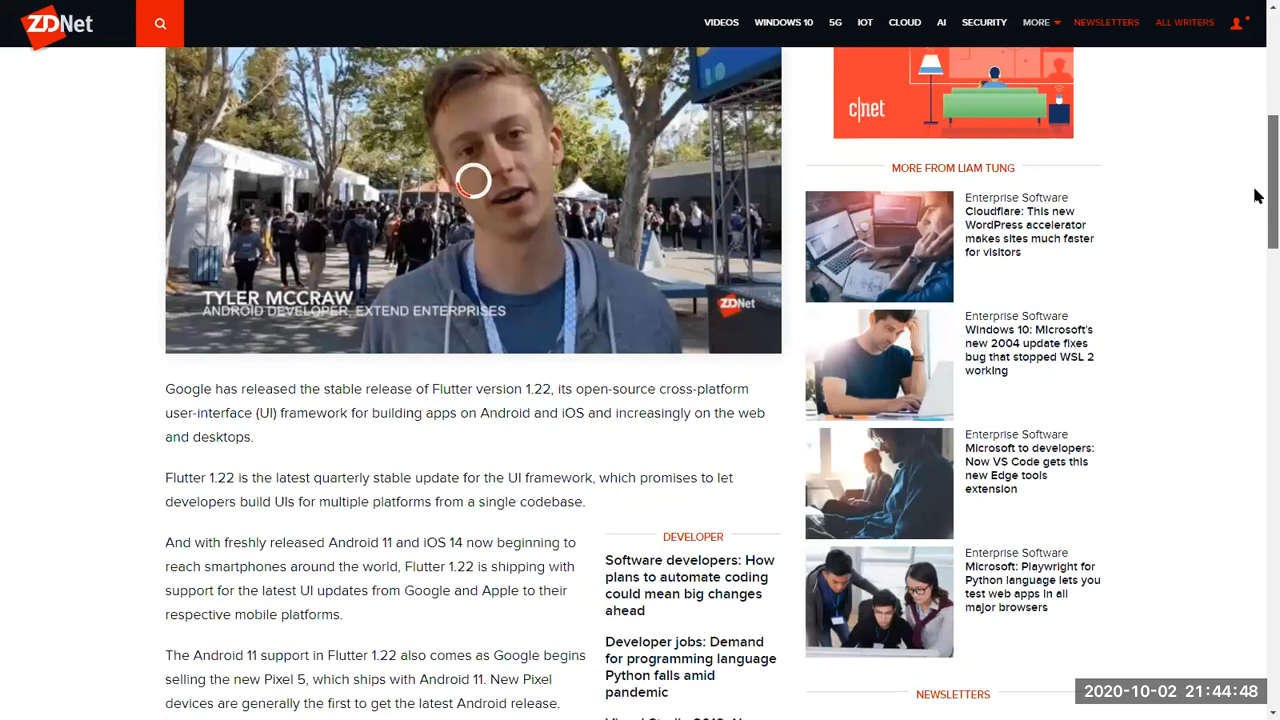 ZDNet
VIDEOS WINDOWS 10 5G IOT CLOUD AI SECURITY MORE NEWSLETTERS ALL WRITERS
TYLER MCCRAW
ANDROID DEVELOPER, EXTEND ENTERPRISES
ZDNet
c|net
Google has released the stable release of Flutter version 1.22, its open-source cross-platform
user-interface (UI) framework for building apps on Android and iOS and increasingly on the web
and desktops.
Flutter 1.22 is the latest quarterly stable update for the UI framework, which promises to let
developers build UIs for multiple platforms from a single codebase.
And with freshly released Android 11 and iOS 14 now beginning to
reach smartphones around the world, Flutter 1.22 is shipping with
support for the latest UI updates from Google and Apple to their
respective mobile platforms.
The Android 11 support in Flutter 1.22 also comes as Google begins
selling the new Pixel 5, which ships with Android 11. New Pixel
devices are generally the first to get the latest Android release.
DEVELOPER
Software developers: How
plans to automate coding
could mean big changes
ahead
Developer jobs: Demand
for programming language
Python falls amid
pandemic
MORE FROM LIAM TUNG
Enterprise Software
Cloudflare: This new
WordPress accelerator
makes sites much faster
for visitors
Enterprise Software
Windows 10: Microsoft's
new 2004 update fixes
bug that stopped WSL 2
working
Enterprise Software
Microsoft to developers:
Now VS Code gets this
new Edge tools
extension
Enterprise Software
Microsoft: Playwright for
Python language lets you
test web apps in all
major browsers
NEWSLETTERS
2020-10-02 21:44:48